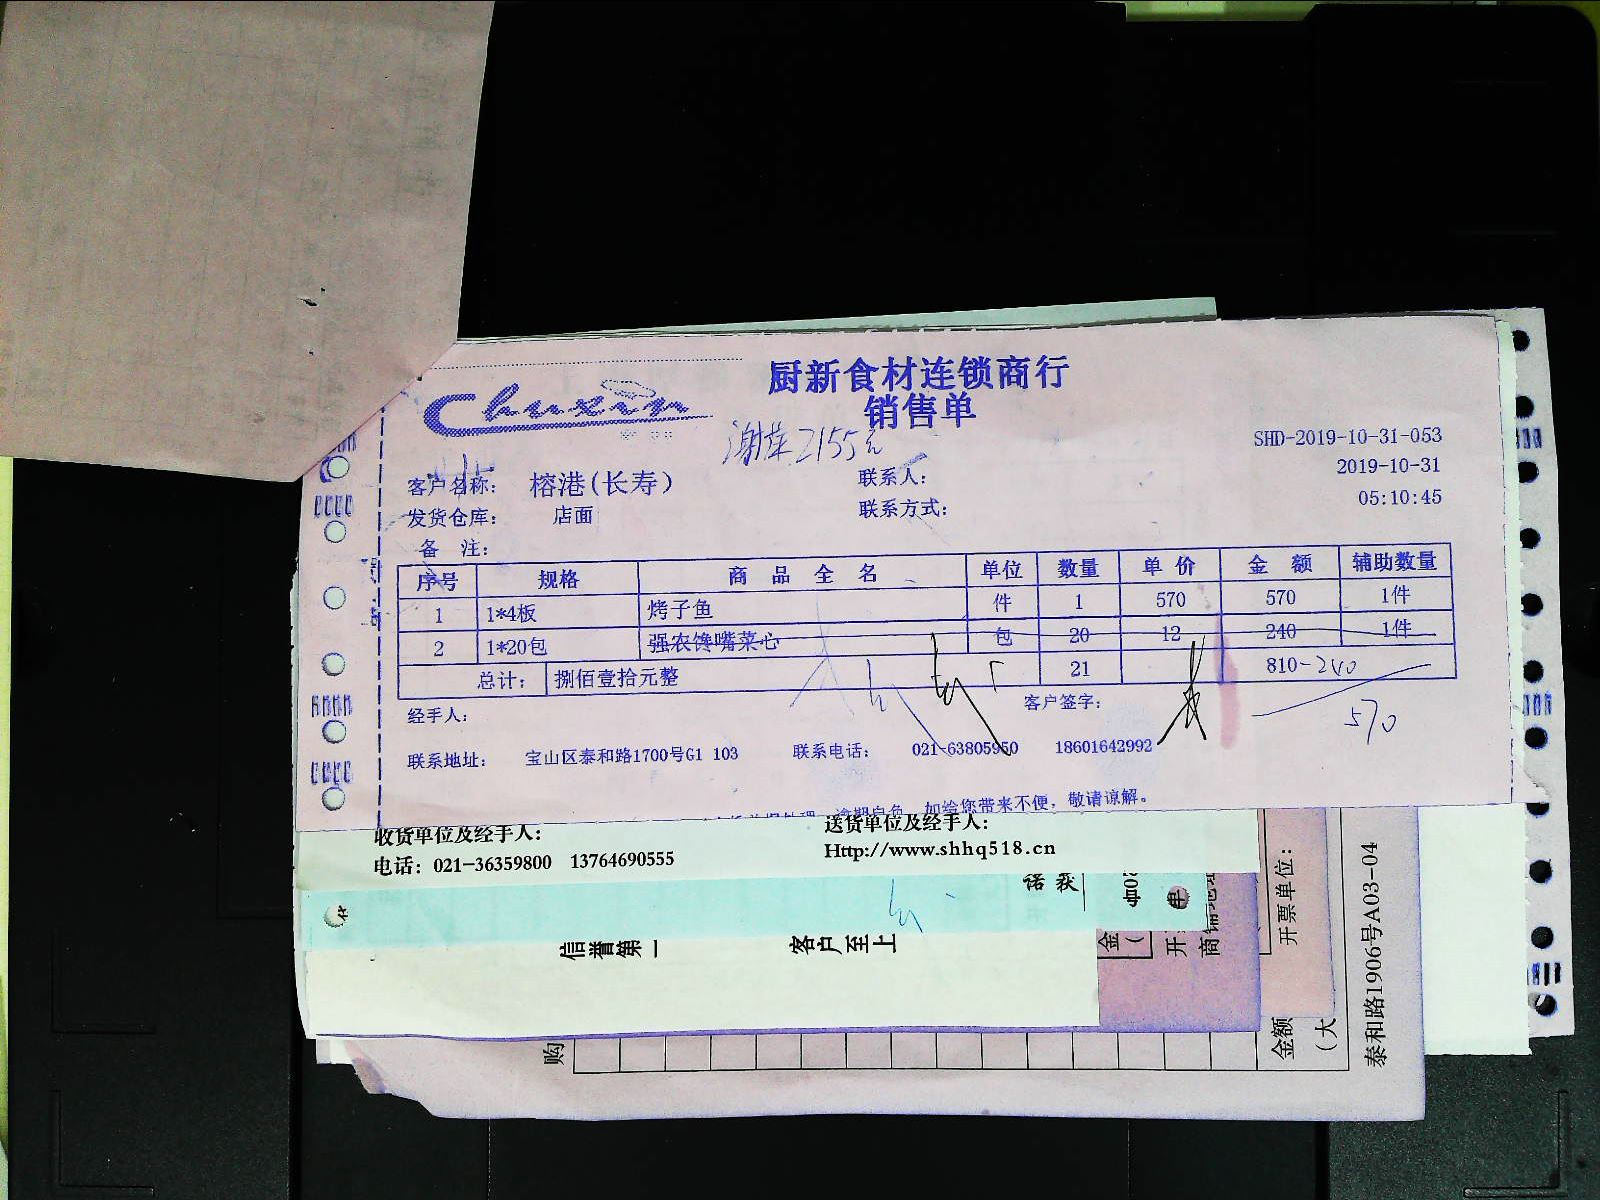 Chuxin
厨新食材连锁商行
销售单
2155元
SHD-2019-10-31-053
2019-10-31
05:10:45
客户名称: 榕港(长寿)
联系人:
发货仓库: 店面
联系方式:
备 注:
序号 规格 商 品 全 名 单位 数量 单 价 金 额 辅助数量
1 1*4板 烤子鱼 件 1 570 570 1件
2 1*20包 强农馋嘴菜心 包 20 12 240 1件
总计: 捌佰壹拾元整 21 810-240
570
经手人:
客户签字:
联系地址: 宝山区泰和路1700号G1 103 联系电话: 021-63805950 18601642992
如给您带来不便，敬请谅解。
收货单位及经手人:
送货单位及经手人:
电话: 021-36359800 13764690555
Http://www.shhq518.cn
信誉第一
客户至上
购
金额
(大
开票单位:
泰和路1906号A03-04